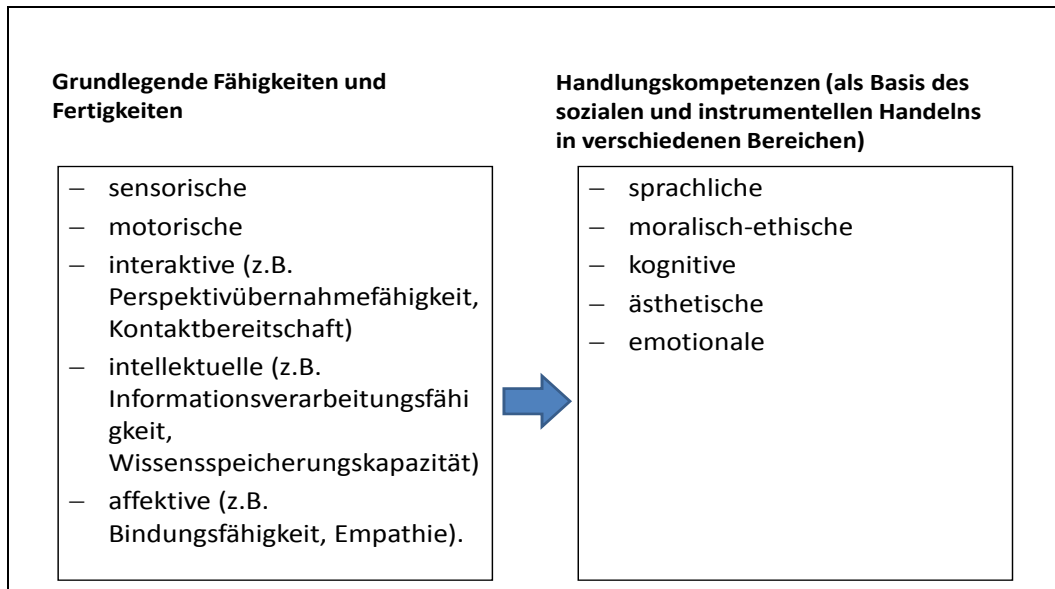 Grundlegende Fähigkeiten und
Fertigkeiten
– sensorische
– motorische
– interaktive (z.B.
Perspektivübernahmefähigkeit,
Kontaktbereitschaft)
– intellektuelle (z.B.
Informationsverarbeitungsfähi
gkeit,
Wissensspeicherungskapazität)
– affektive (z.B.
Bindungsfähigkeit, Empathie).
Handlungskompetenzen (als Basis des
sozialen und instrumentellen Handelns
in verschiedenen Bereichen)
– sprachliche
– moralisch-ethische
– kognitive
– ästhetische
– emotionale